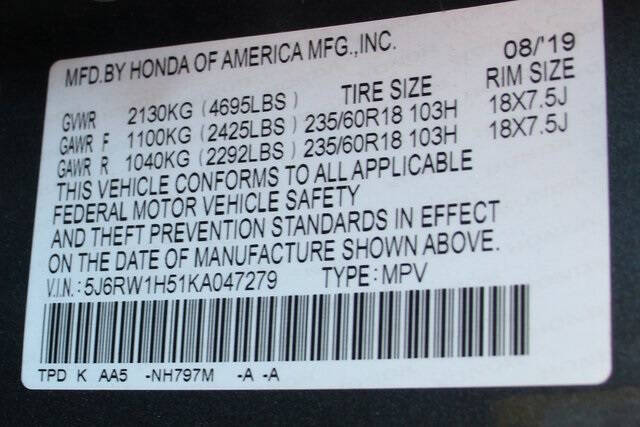 MFD.BY HONDA OF AMERICA MFG.,INC. 08/'19
GVWR 2130KG (4695LBS) TIRE SIZE RIM SIZE
GAWR F 1100KG (2425LBS) 235/60R18 103H 18X7.5J
GAWR R 1040KG (2292LBS) 235/60R18 103H 18X7.5J
THIS VEHICLE CONFORMS TO ALL APPLICABLE
FEDERAL MOTOR VEHICLE SAFETY
AND THEFT PREVENTION STANDARDS IN EFFECT
ON THE DATE OF MANUFACTURE SHOWN ABOVE.
V.I.N.:5J6RW1H51KA047279 TYPE:MPV
TPD K AA5 -NH797M -A -A